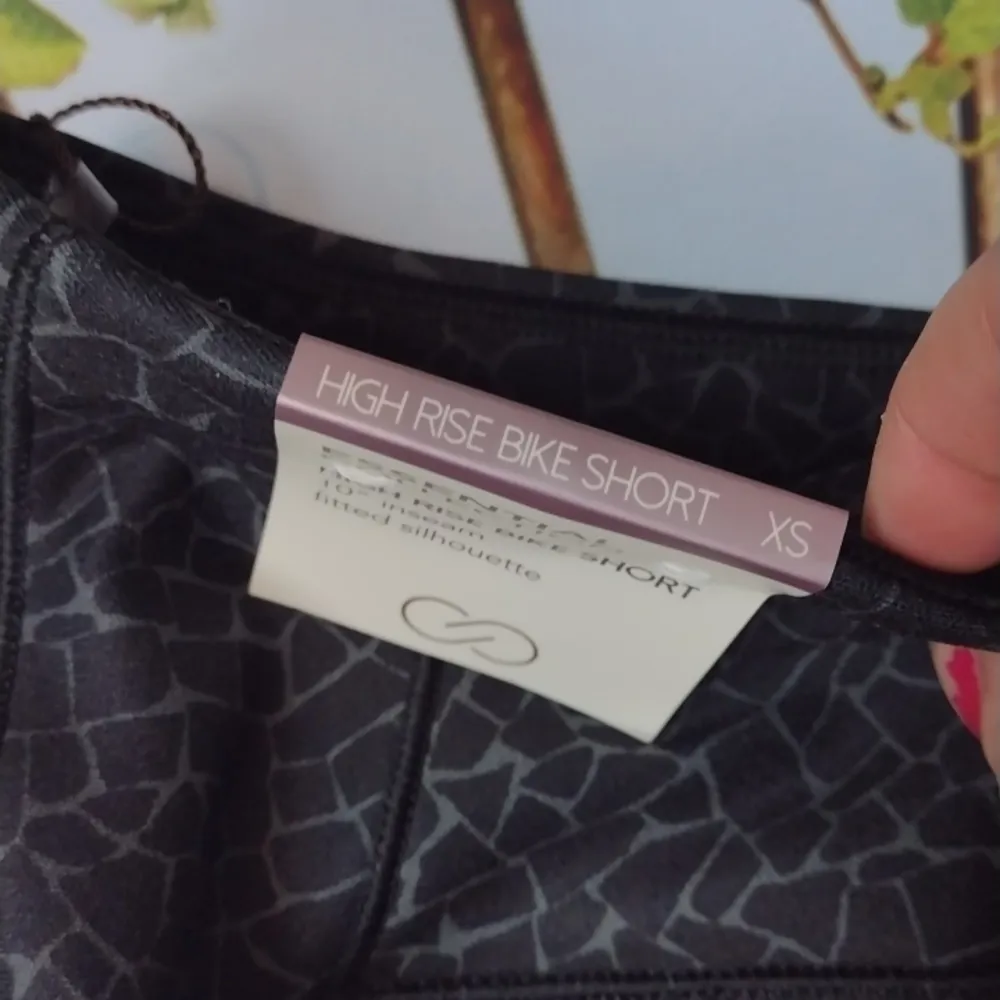 HIGH RISE BIKE SHORT XS
ESSENTIAL
HIGH RISE BIKE SHORT
10" inseam
fitted silhouette